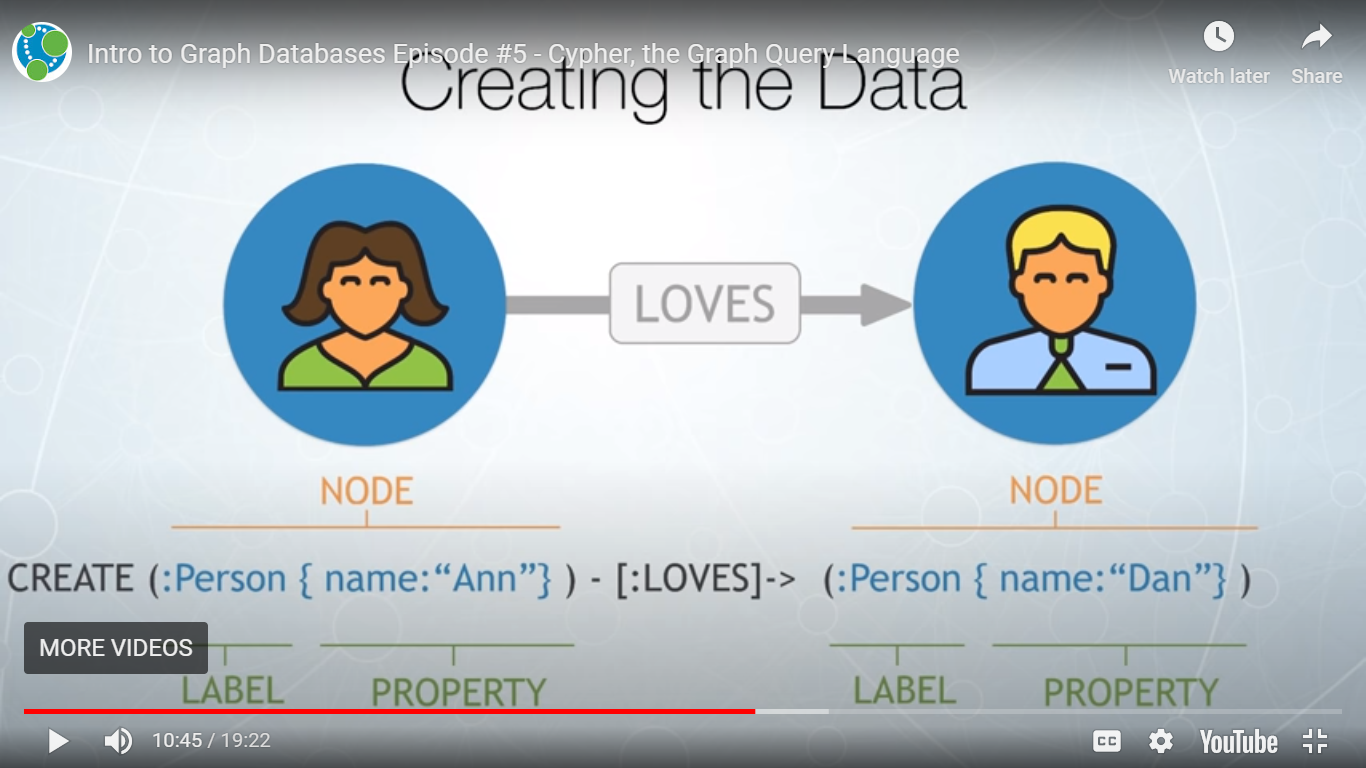 Intro to Graph Databases Episode #5 - Cypher, the Graph Query Language
Watch later
Share
Creating the Data
LOVES
NODE
NODE
CREATE (:Person { name:“Ann”} ) - [:LOVES]-> (:Person { name:“Dan”} )
MORE VIDEOS
LABEL
PROPERTY
LABEL
PROPERTY
10:45 / 19:22
CC
YouTube